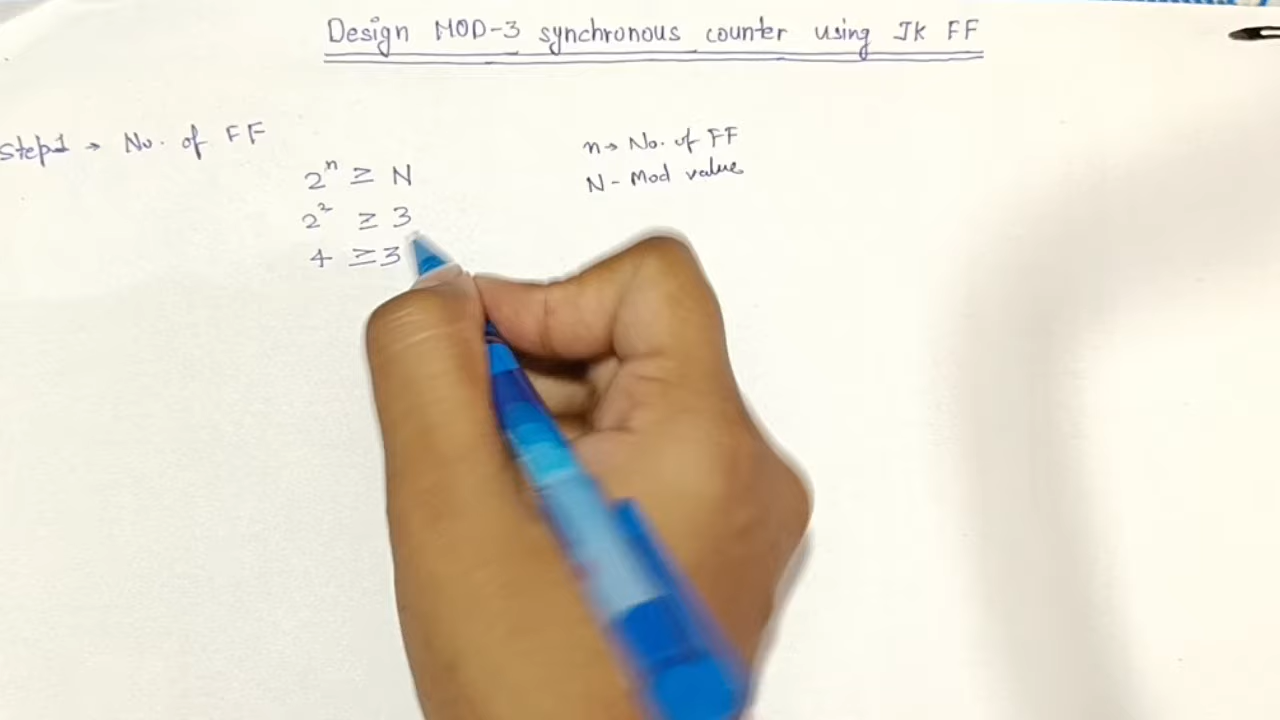 Design MOD-3 synchronous counter using JK FF
Step1 → No. of FF
2ⁿ ≥ N
2² ≥ 3
4 ≥ 3
n → No. of FF
N - Mod value